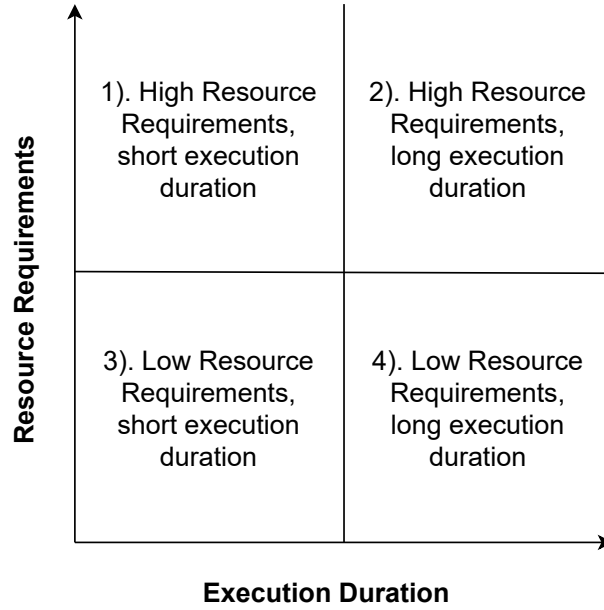 Resource Requirements
1). High Resource
Requirements,
short execution
duration
2). High Resource
Requirements,
long execution
duration
3). Low Resource
Requirements,
short execution
duration
4). Low Resource
Requirements,
long execution
duration
Execution Duration